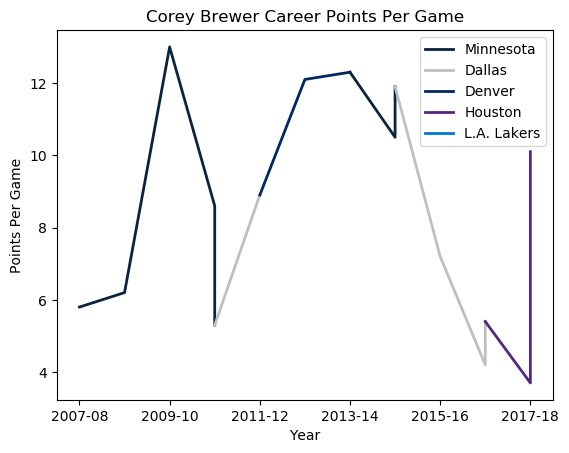 Corey Brewer Career Points Per Game
Minnesota
Dallas
Denver
Houston
L.A. Lakers
12
10
8
6
4
Points Per Game
2007-08
2009-10
2011-12
2013-14
2015-16
2017-18
Year